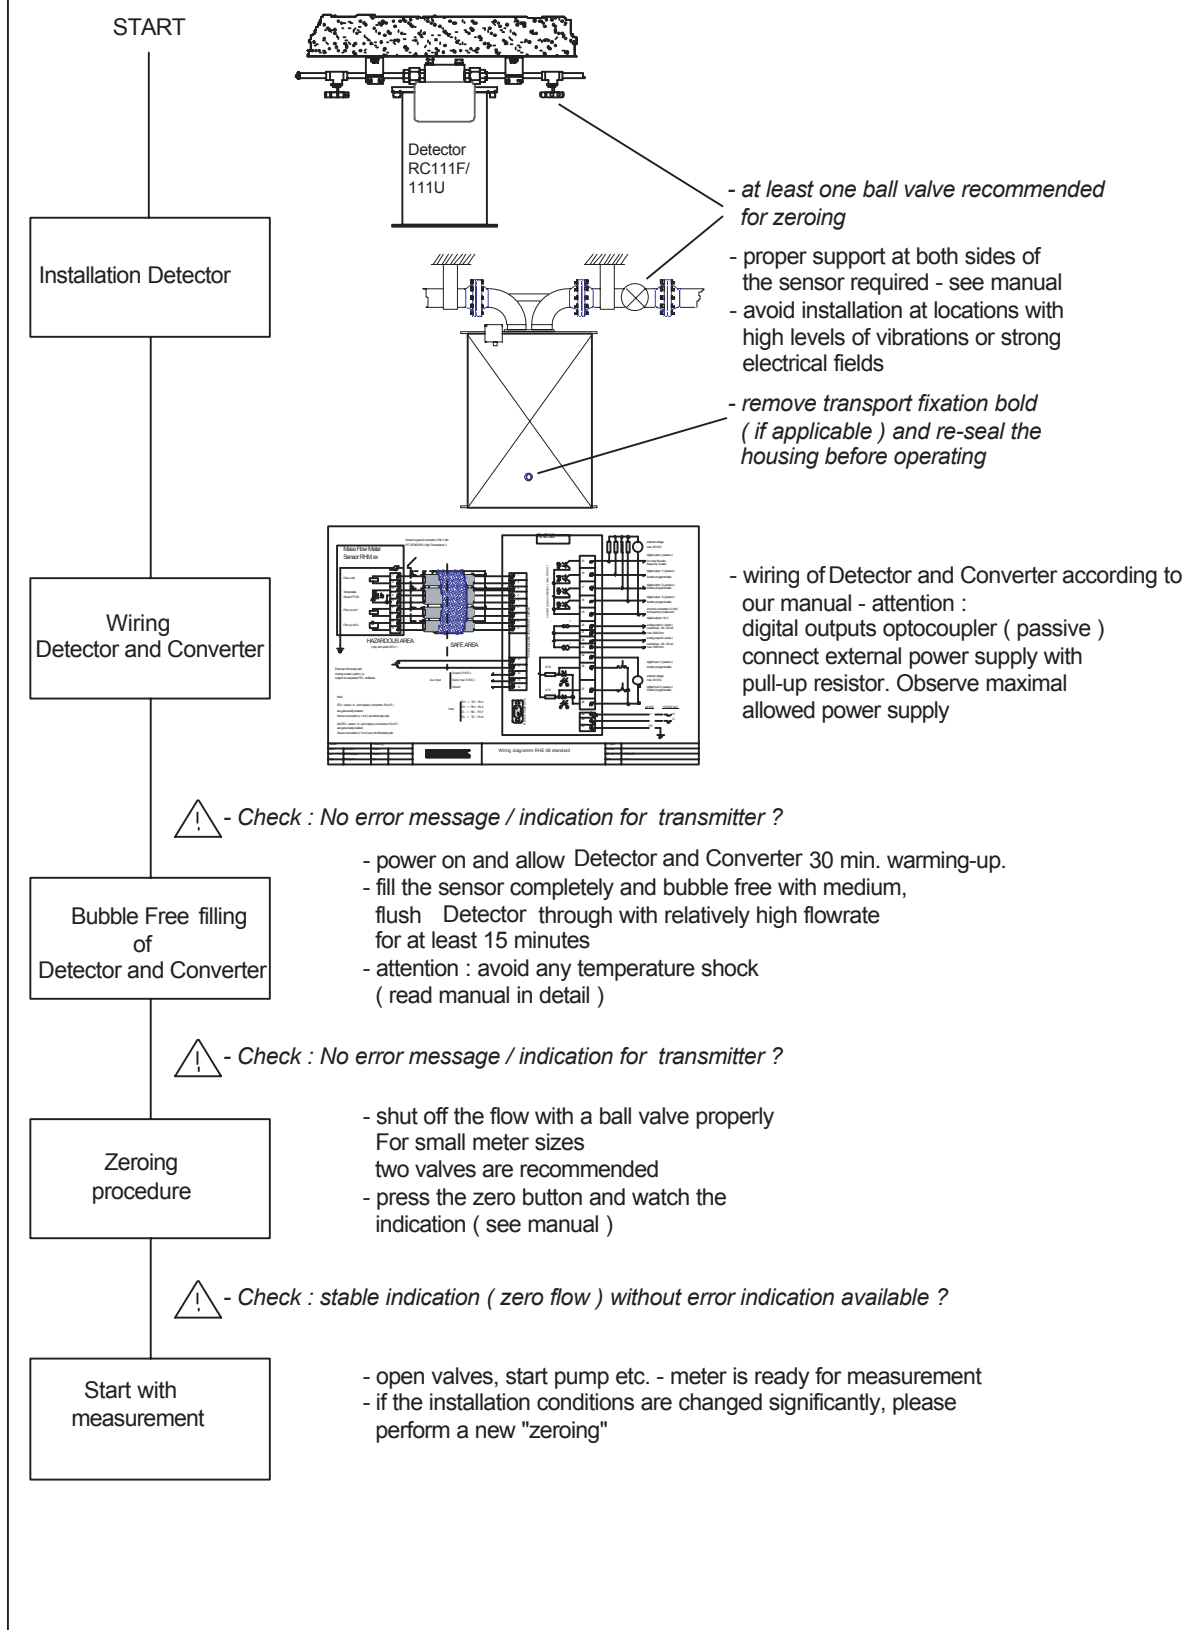 START
Detector
RC111F/
111U
- at least one ball valve recommended
for zeroing
Installation Detector
- proper support at both sides of
the sensor required - see manual
- avoid installation at locations with
high levels of vibrations or strong
electrical fields
- remove transport fixation bold
( if applicable ) and re-seal the
housing before operating
Mass Flow Meter
Sensor RHM xx
RHE 08
HAZARDOUS AREA
SAFE AREA
Wiring diagramm RHE 08 standard
Wiring
Detector and Converter
- wiring of Detector and Converter according to
our manual - attention :
digital outputs optocoupler ( passive )
connect external power supply with
pull-up resistor. Observe maximal
allowed power supply
- Check : No error message / indication for transmitter ?
Bubble Free filling
of
Detector and Converter
- power on and allow Detector and Converter 30 min. warming-up.
- fill the sensor completely and bubble free with medium,
flush Detector through with relatively high flowrate
for at least 15 minutes
- attention : avoid any temperature shock
( read manual in detail )
- Check : No error message / indication for transmitter ?
Zeroing
procedure
- shut off the flow with a ball valve properly
For small meter sizes
two valves are recommended
- press the zero button and watch the
indication ( see manual )
- Check : stable indication ( zero flow ) without error indication available ?
Start with
measurement
- open valves, start pump etc. - meter is ready for measurement
- if the installation conditions are changed significantly, please
perform a new "zeroing"